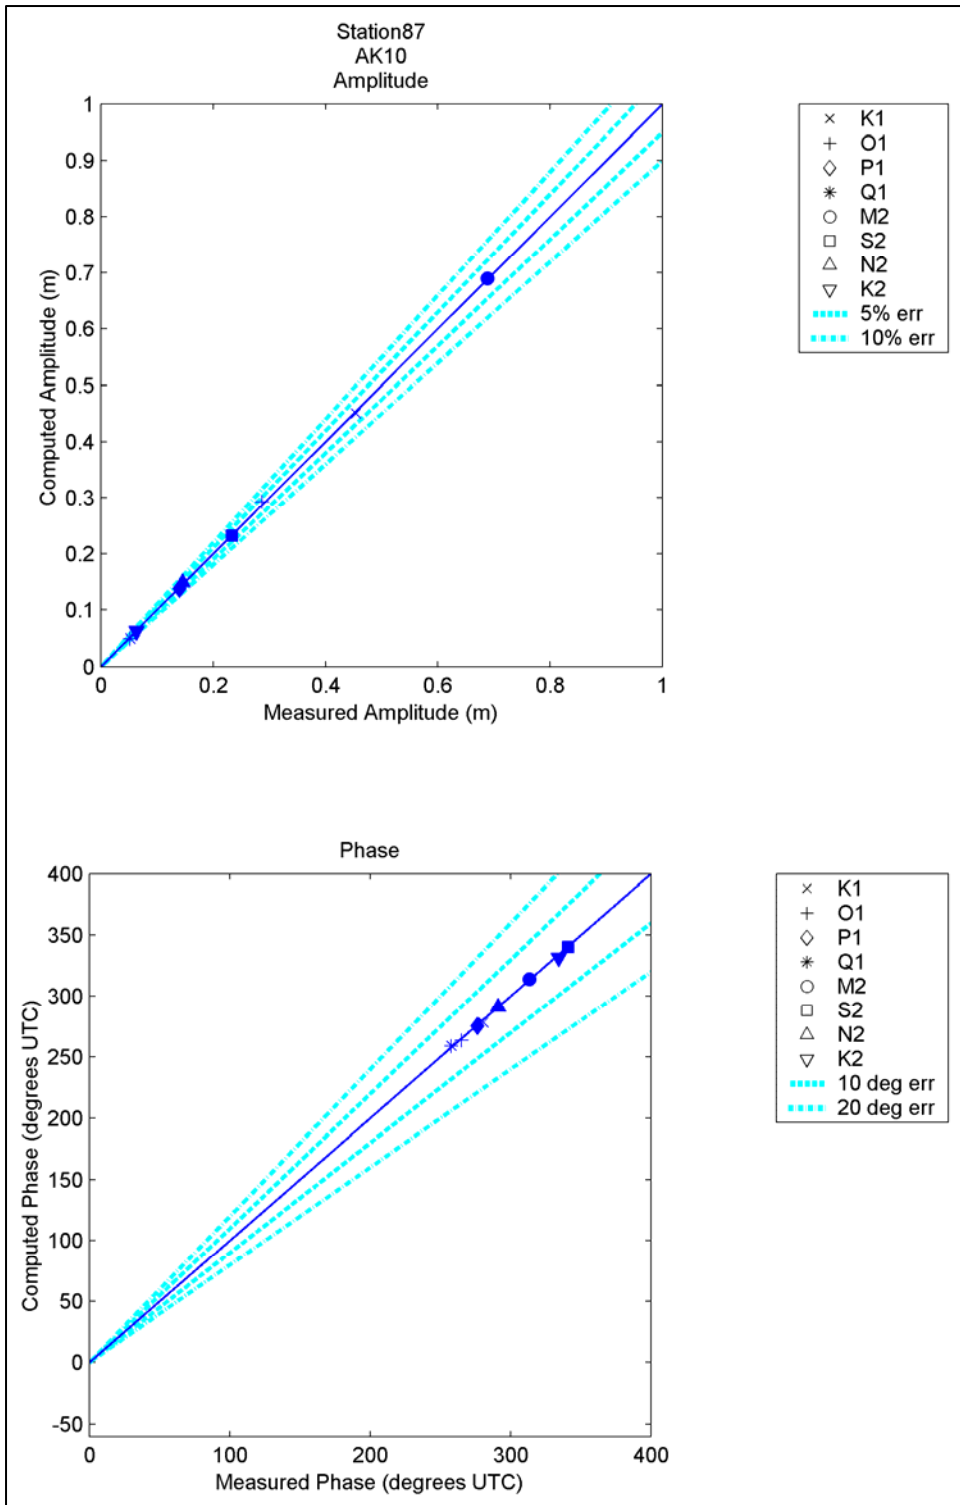 Station87
AK10
Amplitude
1
0.9
0.8
0.7
0.6
0.5
0.4
0.3
0.2
0.1
0
0
0.2
0.4
0.6
0.8
1
Computed Amplitude (m)
Measured Amplitude (m)
K1
O1
P1
Q1
M2
S2
N2
K2
5% err
10% err
Phase
400
350
300
250
200
150
100
50
0
-50
0
100
200
300
400
Computed Phase (degrees UTC)
Measured Phase (degrees UTC)
K1
O1
P1
Q1
M2
S2
N2
K2
10 deg err
20 deg err